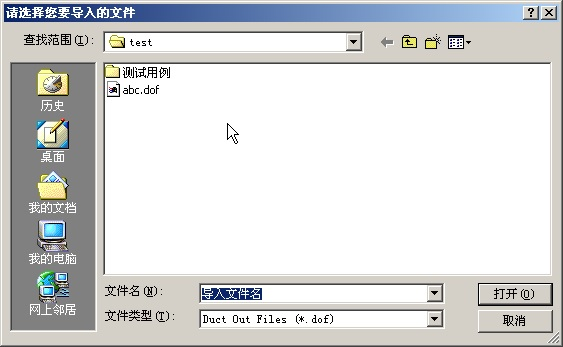 请选择您要导入的文件
查找范围(I): test
历史
桌面
我的文档
我的电脑
网上邻居
测试用例
abc.dof
文件名(N): 导入文件名 打开(O)
文件类型(T): Duct Out Files (*.dof) 取消